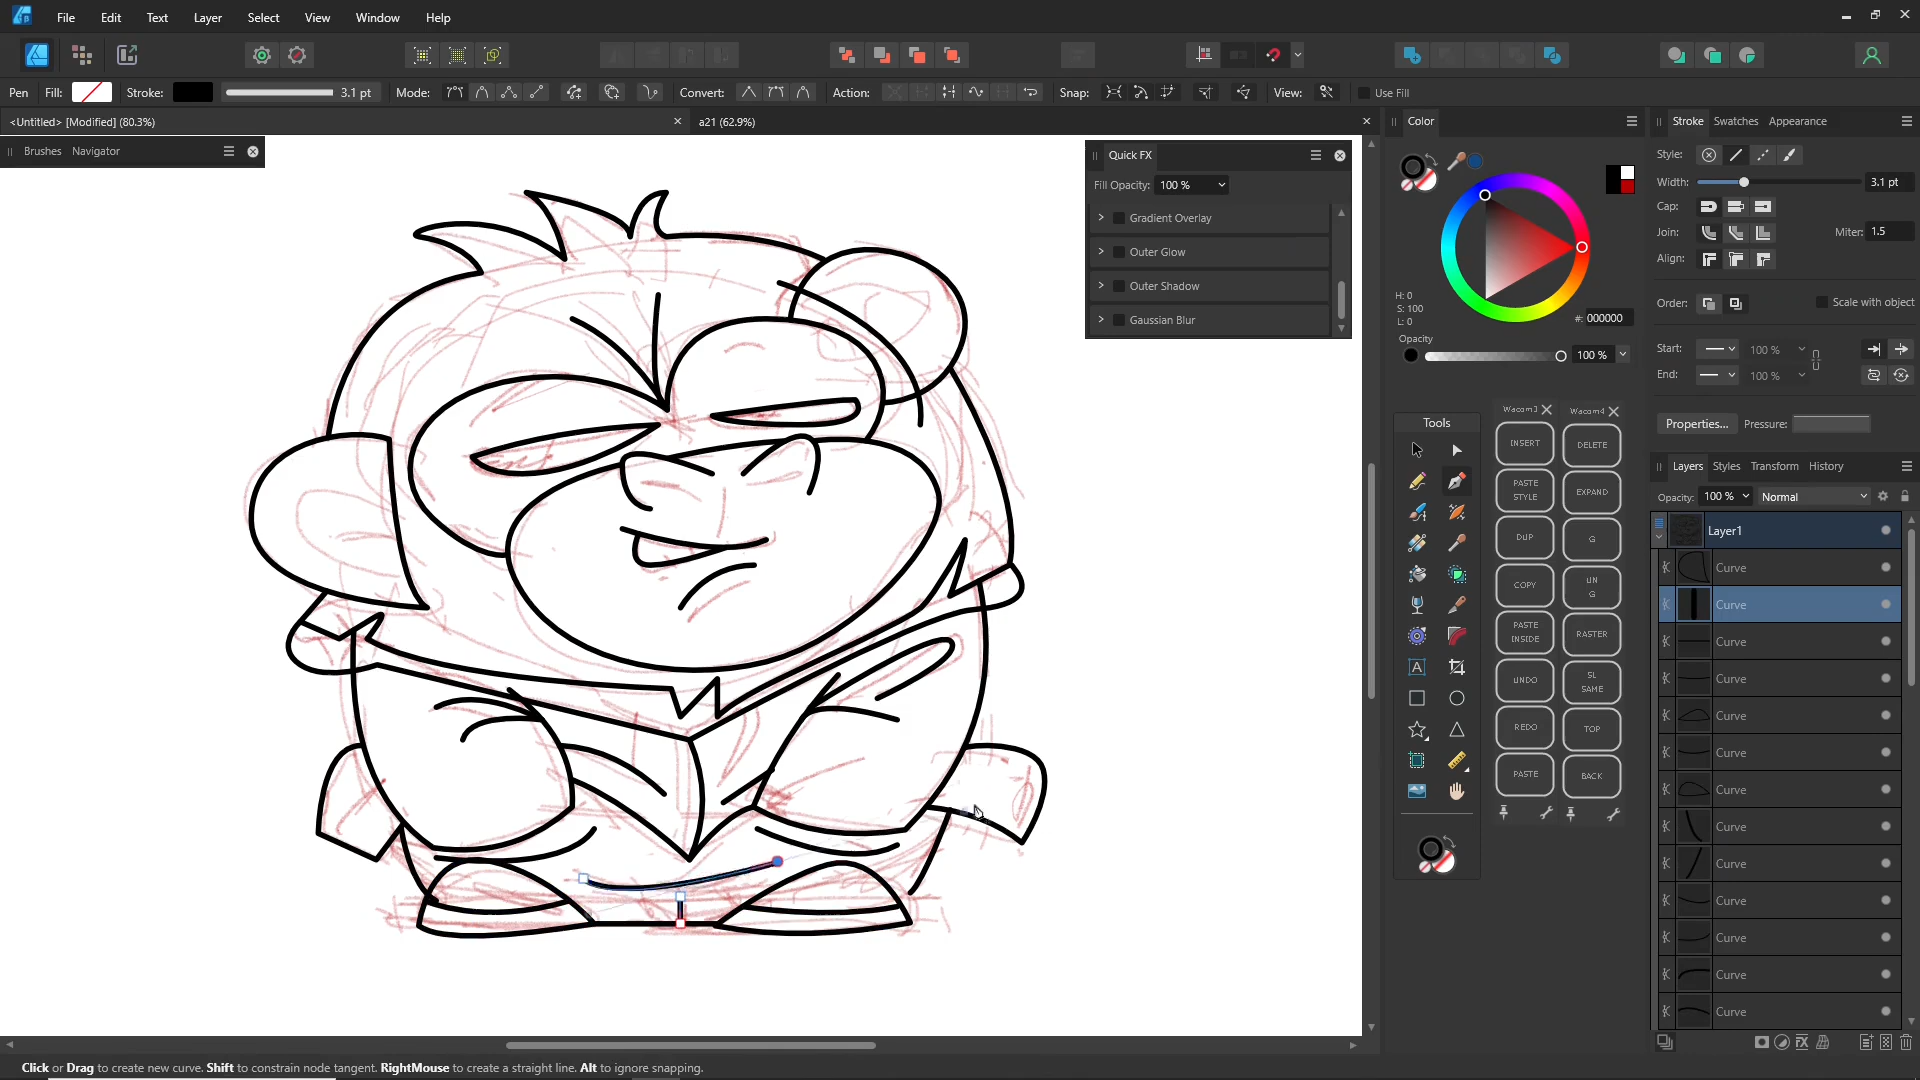 File Edit Text Layer Select View Window Help
Pen Fill: Stroke: 3.1 pt Mode: Convert: Action: Snap: View: Use Fill
<Untitled> [Modified] (80.3%) a21 (62.9%)
Brushes Navigator
Quick FX
Fill Opacity: 100 %
Gradient Overlay
Outer Glow
Outer Shadow
Gaussian Blur
Color
H: 0
S: 100
L: 0
#: 000000
Opacity
100 %
Tools
Wacom3
Wacom4
INSERT
DELETE
PASTE STYLE
EXPAND
DUP
G
COPY
UN G
PASTE INSIDE
RASTER
UNDO
SL SAME
REDO
TOP
PASTE
BACK
Stroke Swatches Appearance
Style:
Width: 3.1 pt
Cap:
Join: Miter: 1.5
Align:
Order: Scale with object
Start: 100 %
End: 100 %
Properties... Pressure:
Layers Styles Transform History
Opacity: 100 % Normal
Layer1
Curve
Curve
Curve
Curve
Curve
Curve
Curve
Curve
Curve
Curve
Curve
Curve
Curve
Click or Drag to create new curve. Shift to constrain node tangent. RightMouse to create a straight line. Alt to ignore snapping.